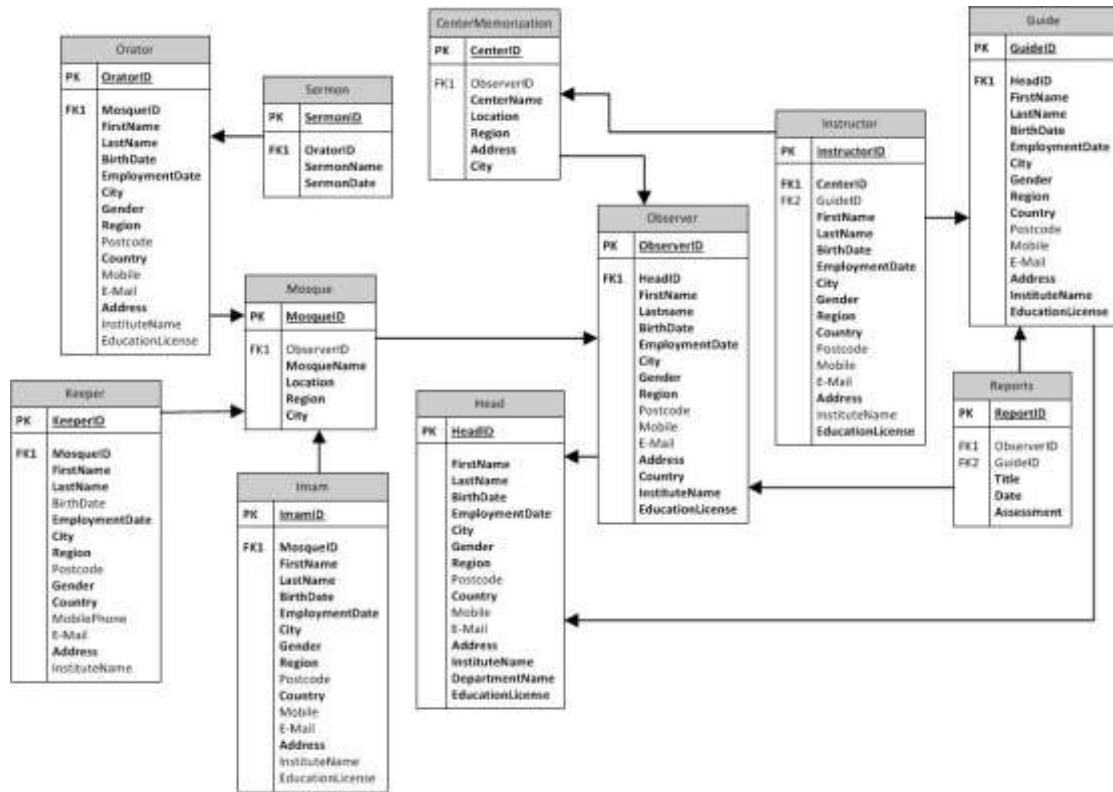 Orator
PK OratorID
FK1 MosqueID
FirstName
LastName
BirthDate
EmploymentDate
City
Gender
Region
Postcode
Country
Mobile
E-Mail
Address
InstituteName
EducationLicense
Sermon
PK SermonID
FK1 OratorID
SermonName
SermonDate
CenterMemorization
PK CenterID
FK1 ObserverID
CenterName
Location
Region
Address
City
Guide
PK GuideID
FK1 HeadID
FirstName
LastName
BirthDate
EmploymentDate
City
Gender
Region
Country
Postcode
Mobile
E-Mail
Address
InstituteName
EducationLicense
Instructor
PK InstructorID
FK1 CenterID
FK2 GuideID
FirstName
LastName
BirthDate
EmploymentDate
City
Gender
Region
Country
Postcode
Mobile
E-Mail
Address
InstituteName
EducationLicense
Observer
PK ObserverID
FK1 HeadID
FirstName
Lastname
BirthDate
EmploymentDate
City
Gender
Region
Postcode
Mobile
E-Mail
Address
Country
InstituteName
EducationLicense
Mosque
PK MosqueID
FK1 ObserverID
MosqueName
Location
Region
City
Keeper
PK KeeperID
FK1 MosqueID
FirstName
LastName
BirthDate
EmploymentDate
City
Region
Postcode
Gender
Country
MobilePhone
E-Mail
Address
InstituteName
Imam
PK ImamID
FK1 MosqueID
FirstName
LastName
BirthDate
EmploymentDate
City
Gender
Region
Postcode
Country
Mobile
E-Mail
Address
InstituteName
EducationLicense
Head
PK HeadID
FirstName
LastName
BirthDate
EmploymentDate
City
Gender
Region
Postcode
Country
Mobile
E-Mail
Address
InstituteName
DepartmentName
EducationLicense
Reports
PK ReportID
FK1 ObserverID
FK2 GuideID
Title
Date
Assessment